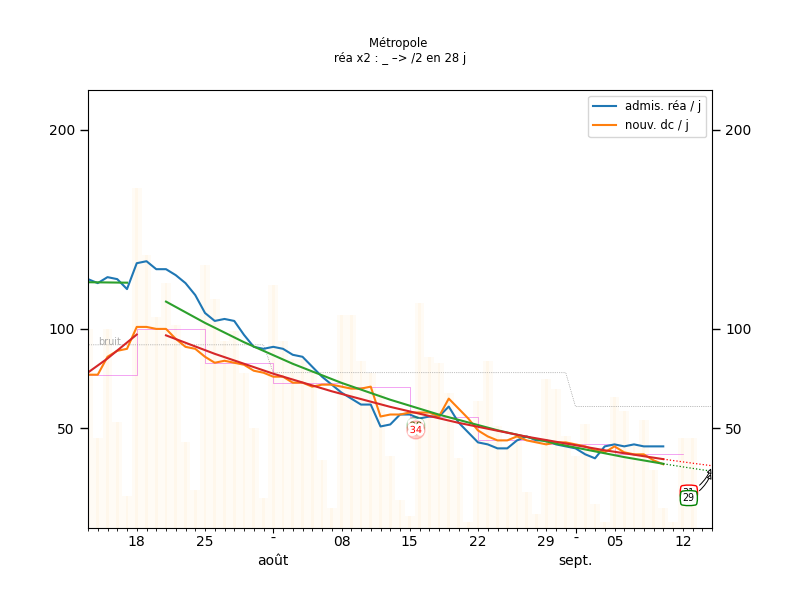 Métropole
réa x2 : _ –> /2 en 28 j
admis. réa / j
nouv. dc / j
200
200
100
100
bruit
50
50
34
29
18
25
-
08
15
22
29
-
05
12
août
sept.